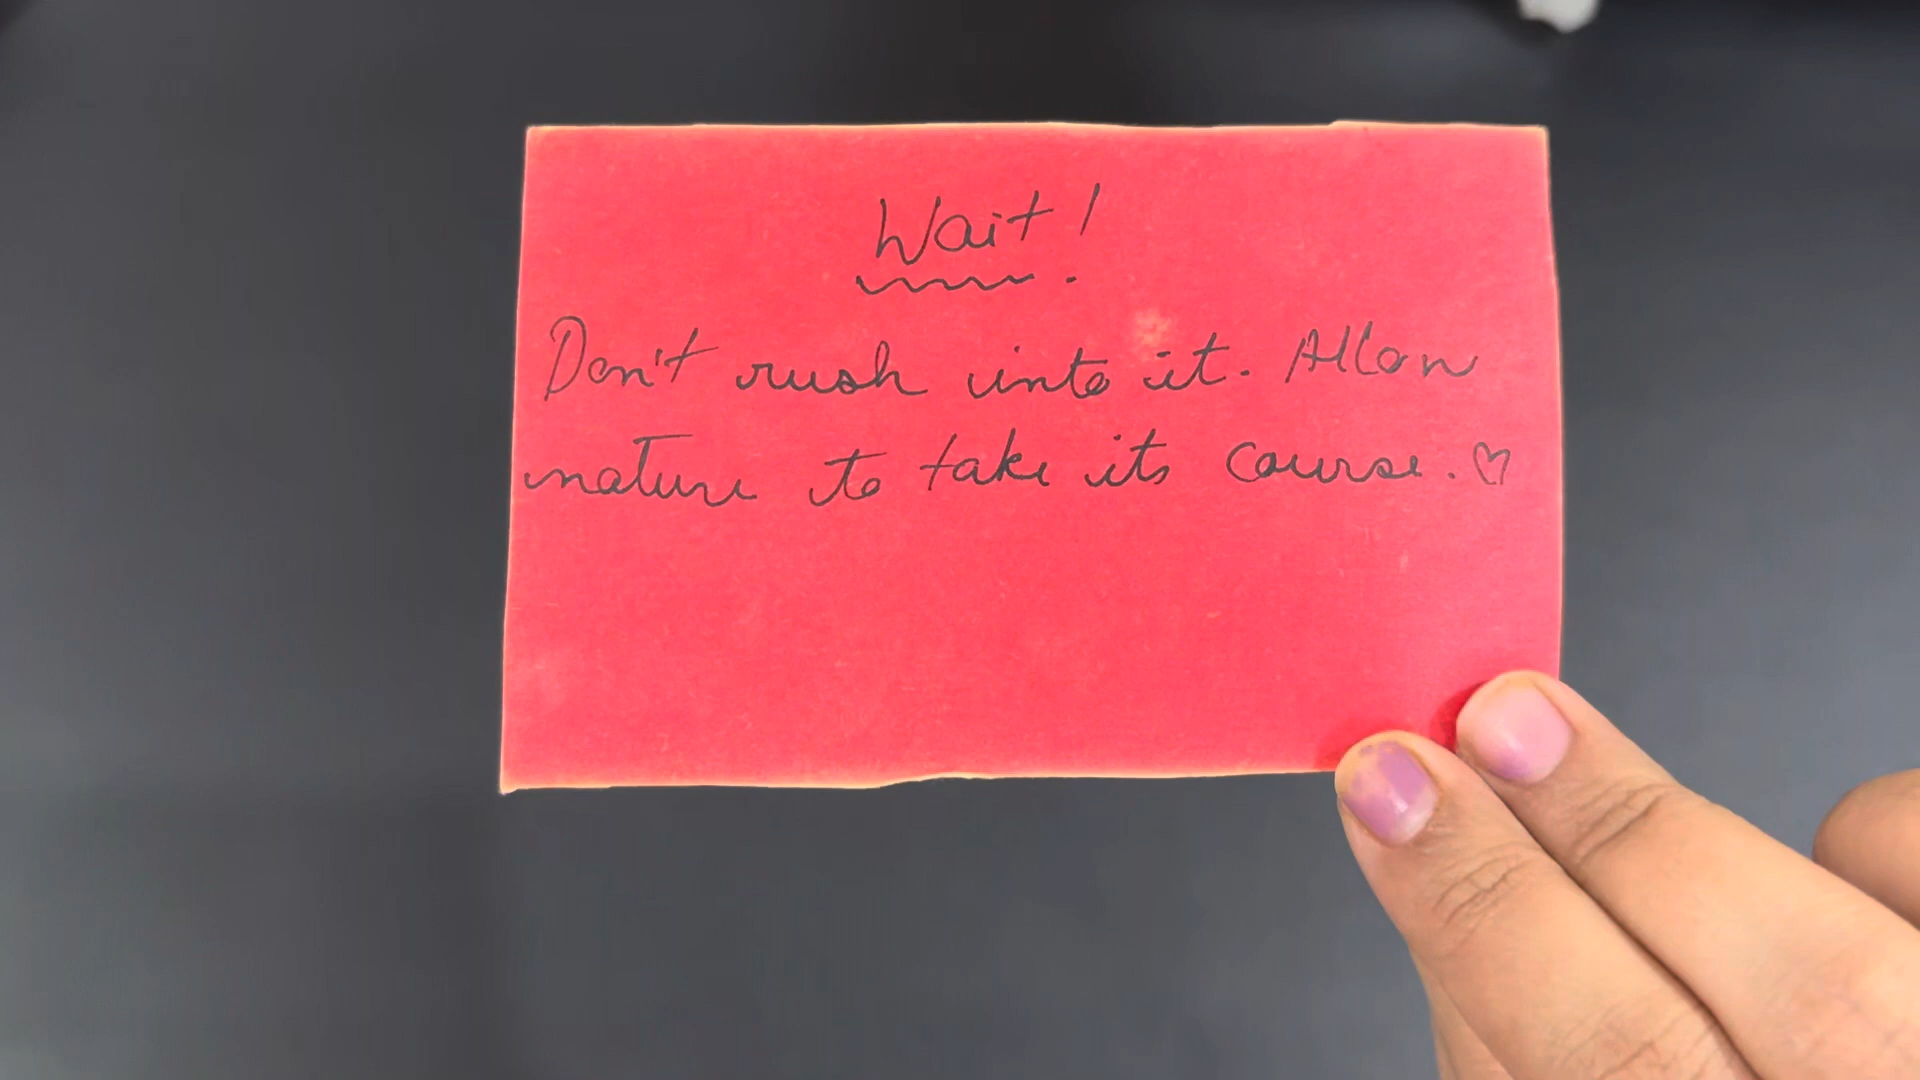 Wait!
Don't rush into it. Allow
nature to take its course. ♡